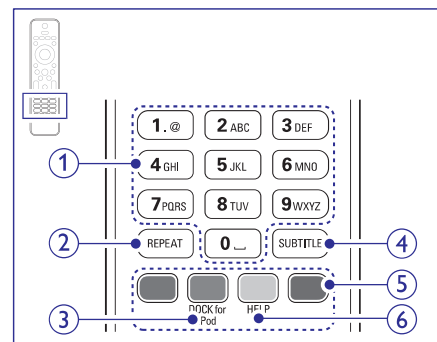 1.@ 2 ABC 3 DEF
1 4 GHI 5 JKL 6 MNO
7 PQRS 8 TUV 9 WXYZ
2 REPEAT 0 SUBTITLE 4
5
3 DOCK for HELP 6
Pod